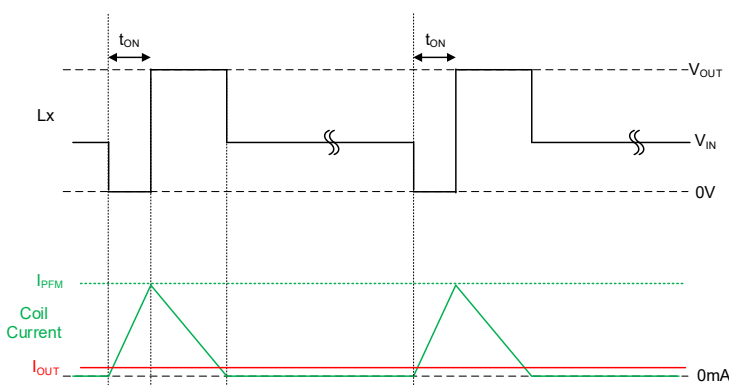 tON tON
VOUT
Lx
VIN
0V
IPFM
Coil
Current
IOUT
0mA